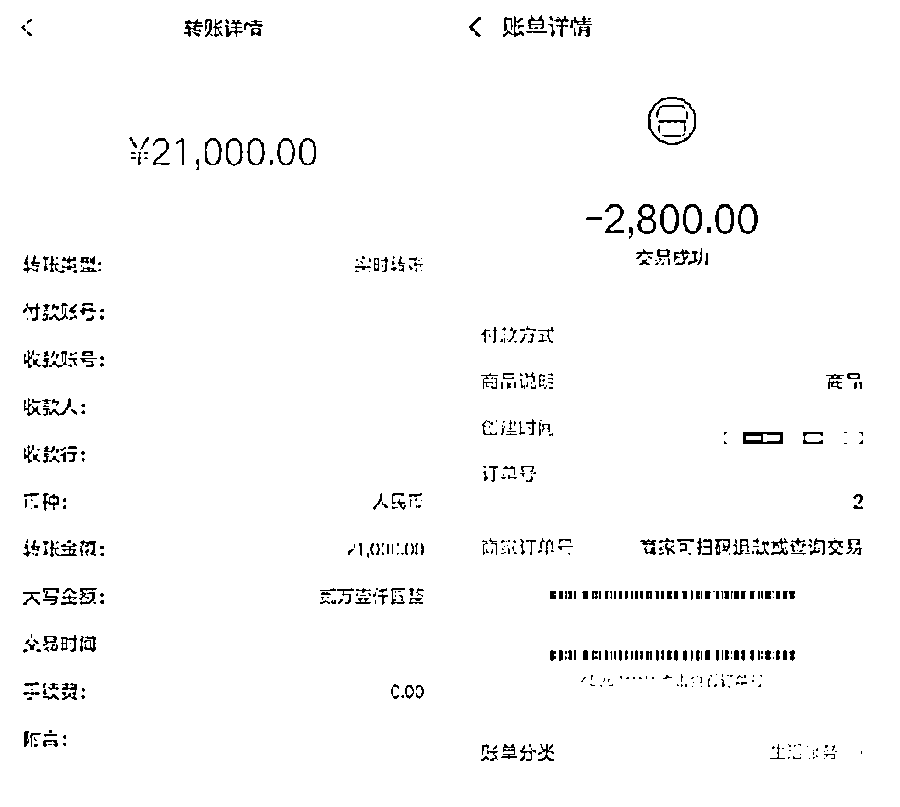 转账详情
¥21,000.00
转账类型: 实时转账
付款账号:
收款账号:
收款人:
收款行:
币种: 人民币
转账金额: 21,000.00
大写金额: 贰万壹仟圆整
交易时间
手续费: 0.00
附言:
账单详情
-2,800.00
交易成功
付款方式
商品说明 商品
创建时间
订单号
2
商家订单号 商家可扫码退款或查询交易
账单分类 生活服务